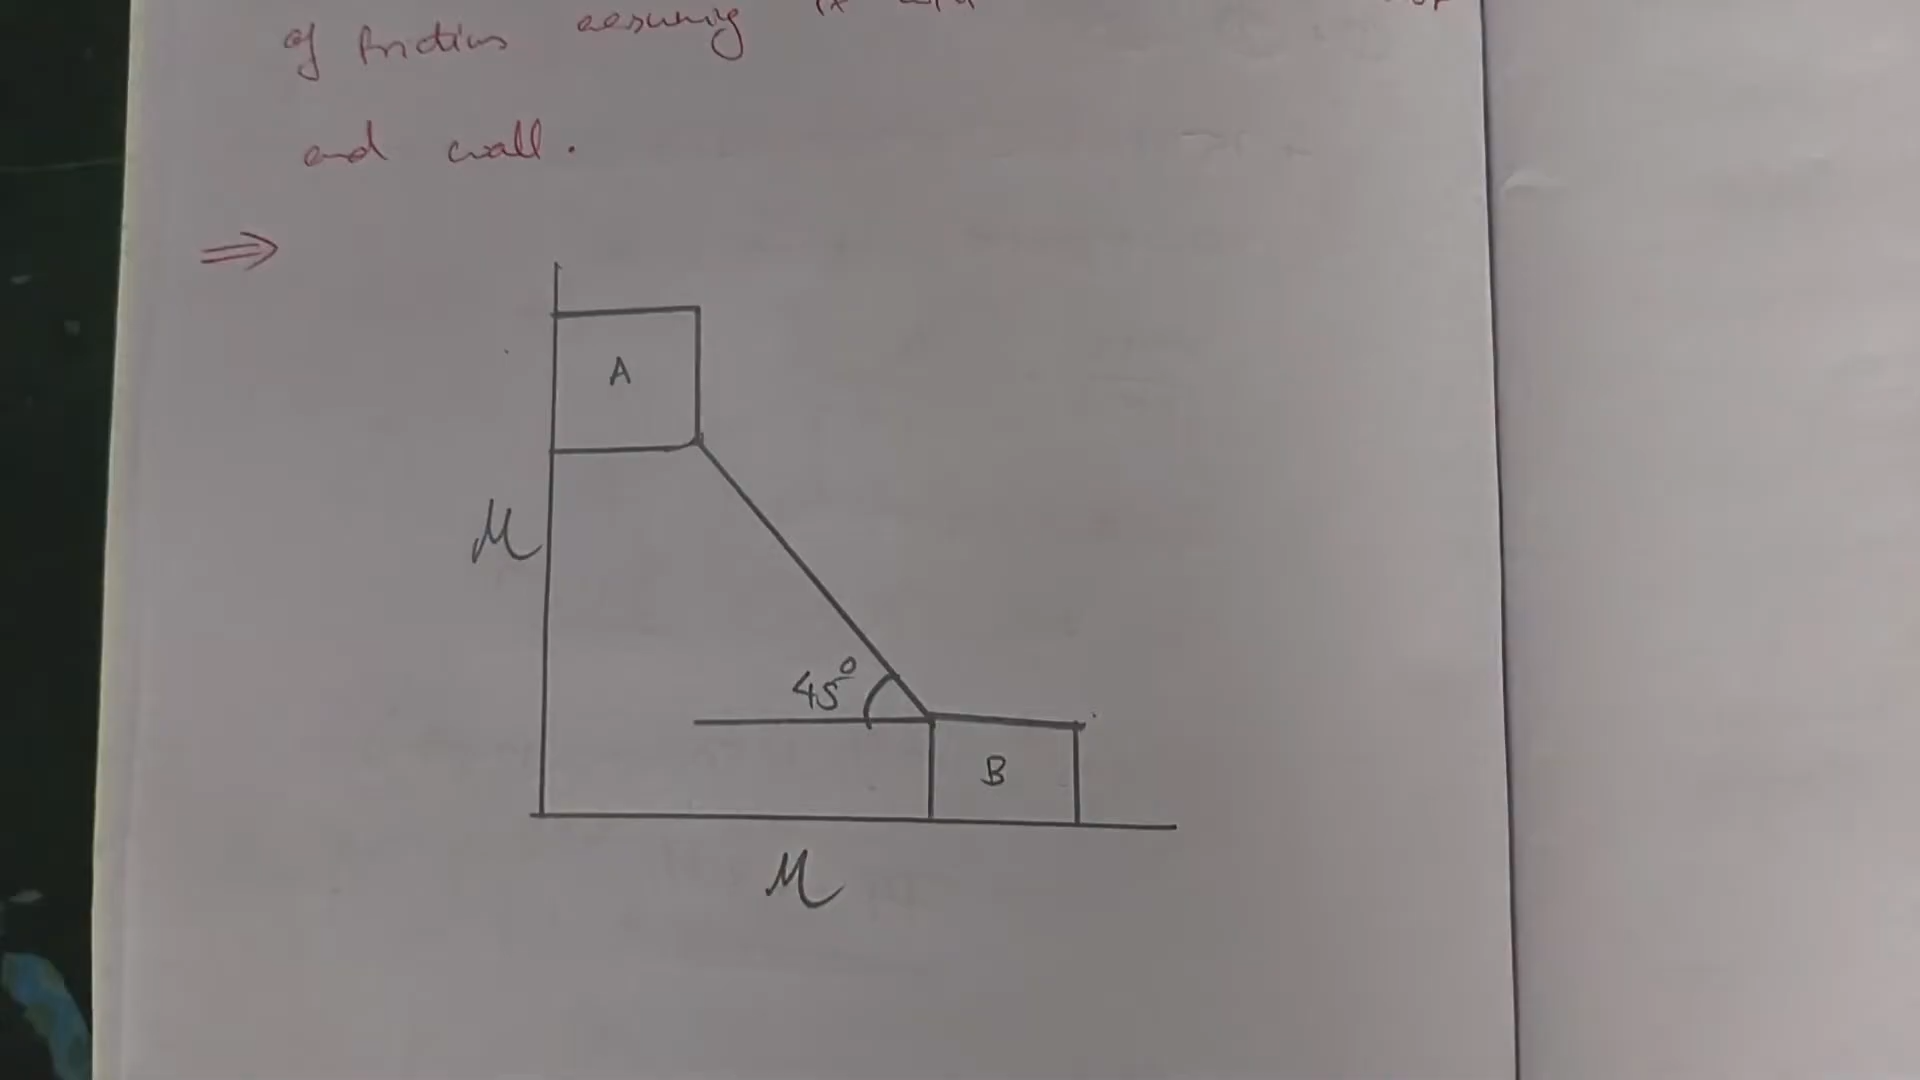 of friction assuming
and wall.
⇒
A
μ
45°
B
μ